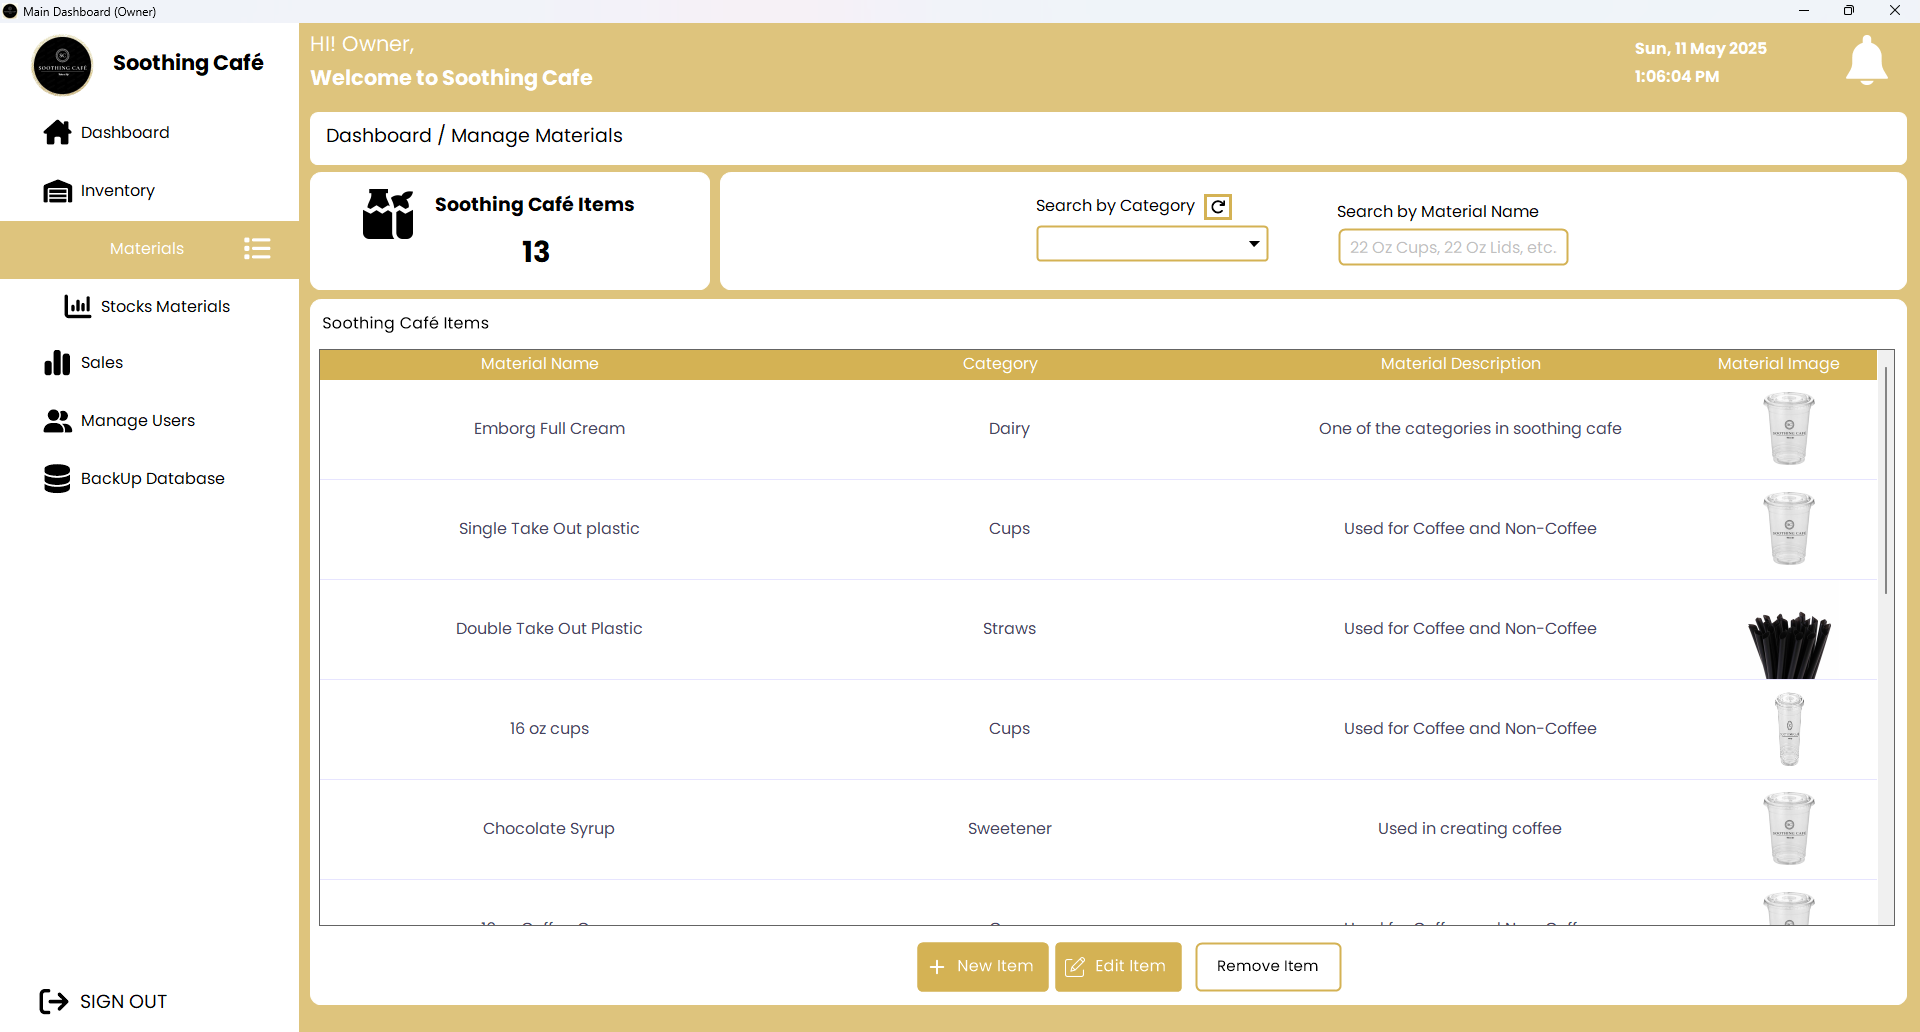 Main Dashboard (Owner)
SOOTHING CAFÉ
Soothing Café
Dashboard
Inventory
Materials
Stocks Materials
Sales
Manage Users
BackUp Database
SIGN OUT
HI! Owner,
Welcome to Soothing Cafe
Sun, 11 May 2025
1:06:04 PM
Dashboard / Manage Materials
Soothing Café Items
13
Search by Category
Search by Material Name
22 Oz Cups, 22 Oz Lids, etc.
Soothing Café Items
Material Name Category Material Description Material Image
Emborg Full Cream Dairy One of the categories in soothing cafe
Single Take Out plastic Cups Used for Coffee and Non-Coffee
Double Take Out Plastic Straws Used for Coffee and Non-Coffee
16 oz cups Cups Used for Coffee and Non-Coffee
Chocolate Syrup Sweetener Used in creating coffee
New Item
Edit Item
Remove Item